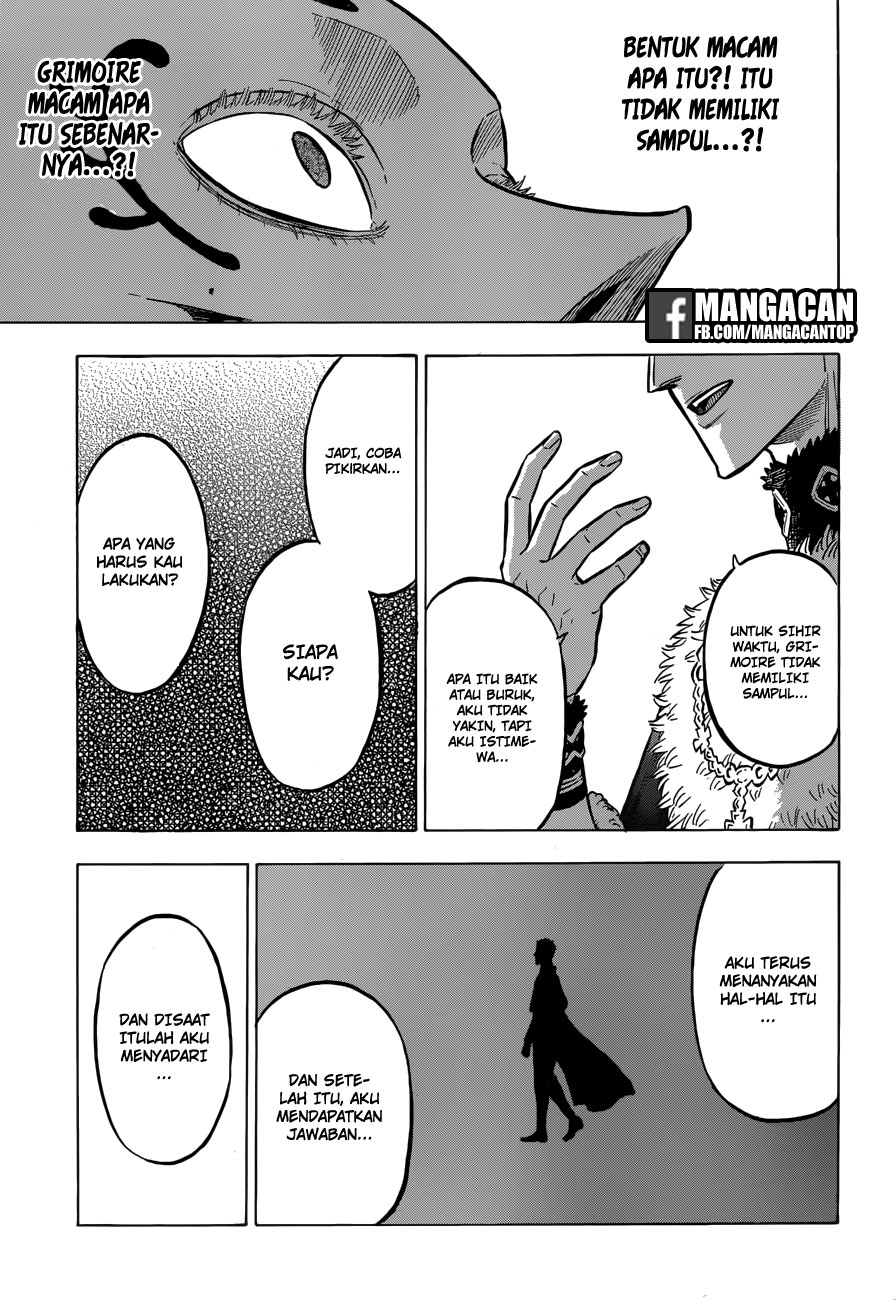 BENTUK MACAM
APA ITU?! ITU
TIDAK MEMILIKI
SAMPUL...?!
GRIMOIRE
MACAM APA
ITU SEBENAR-
NYA...?!
MANGACAN
FB.COM/MANGACANTOP
UNTUK SIHIR
WAKTU, GRI-
MOIRE TIDAK
MEMILIKI
SAMPUL...
APA ITU BAIK
ATAU BURUK,
AKU TIDAK
YAKIN, TAPI
AKU ISTIME-
WA...
JADI, COBA
PIKIRKAN...
SIAPA
KAU?
APA YANG
HARUS KAU
LAKUKAN?
AKU TERUS
MENANYAKAN
HAL-HAL ITU
...
DAN SETE-
LAH ITU, AKU
MENDAPATKAN
JAWABAN...
DAN DISAAT
ITULAH AKU
MENYADARI
...